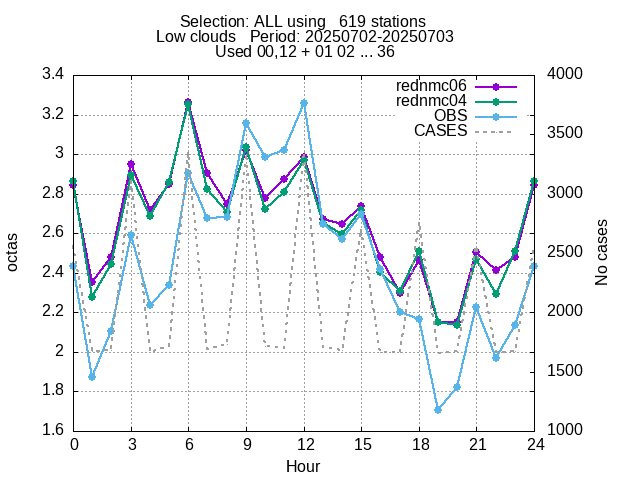 Selection: ALL using   619 stations
Low clouds   Period: 20250702-20250703
Used 00,12 + 01 02 ... 36
rednmc06
rednmc04
OBS
CASES
3.4
3.2
3
2.8
2.6
2.4
2.2
2
1.8
1.6
octas
4000
3500
3000
2500
2000
1500
1000
No cases
0 3 6 9 12 15 18 21 24
Hour